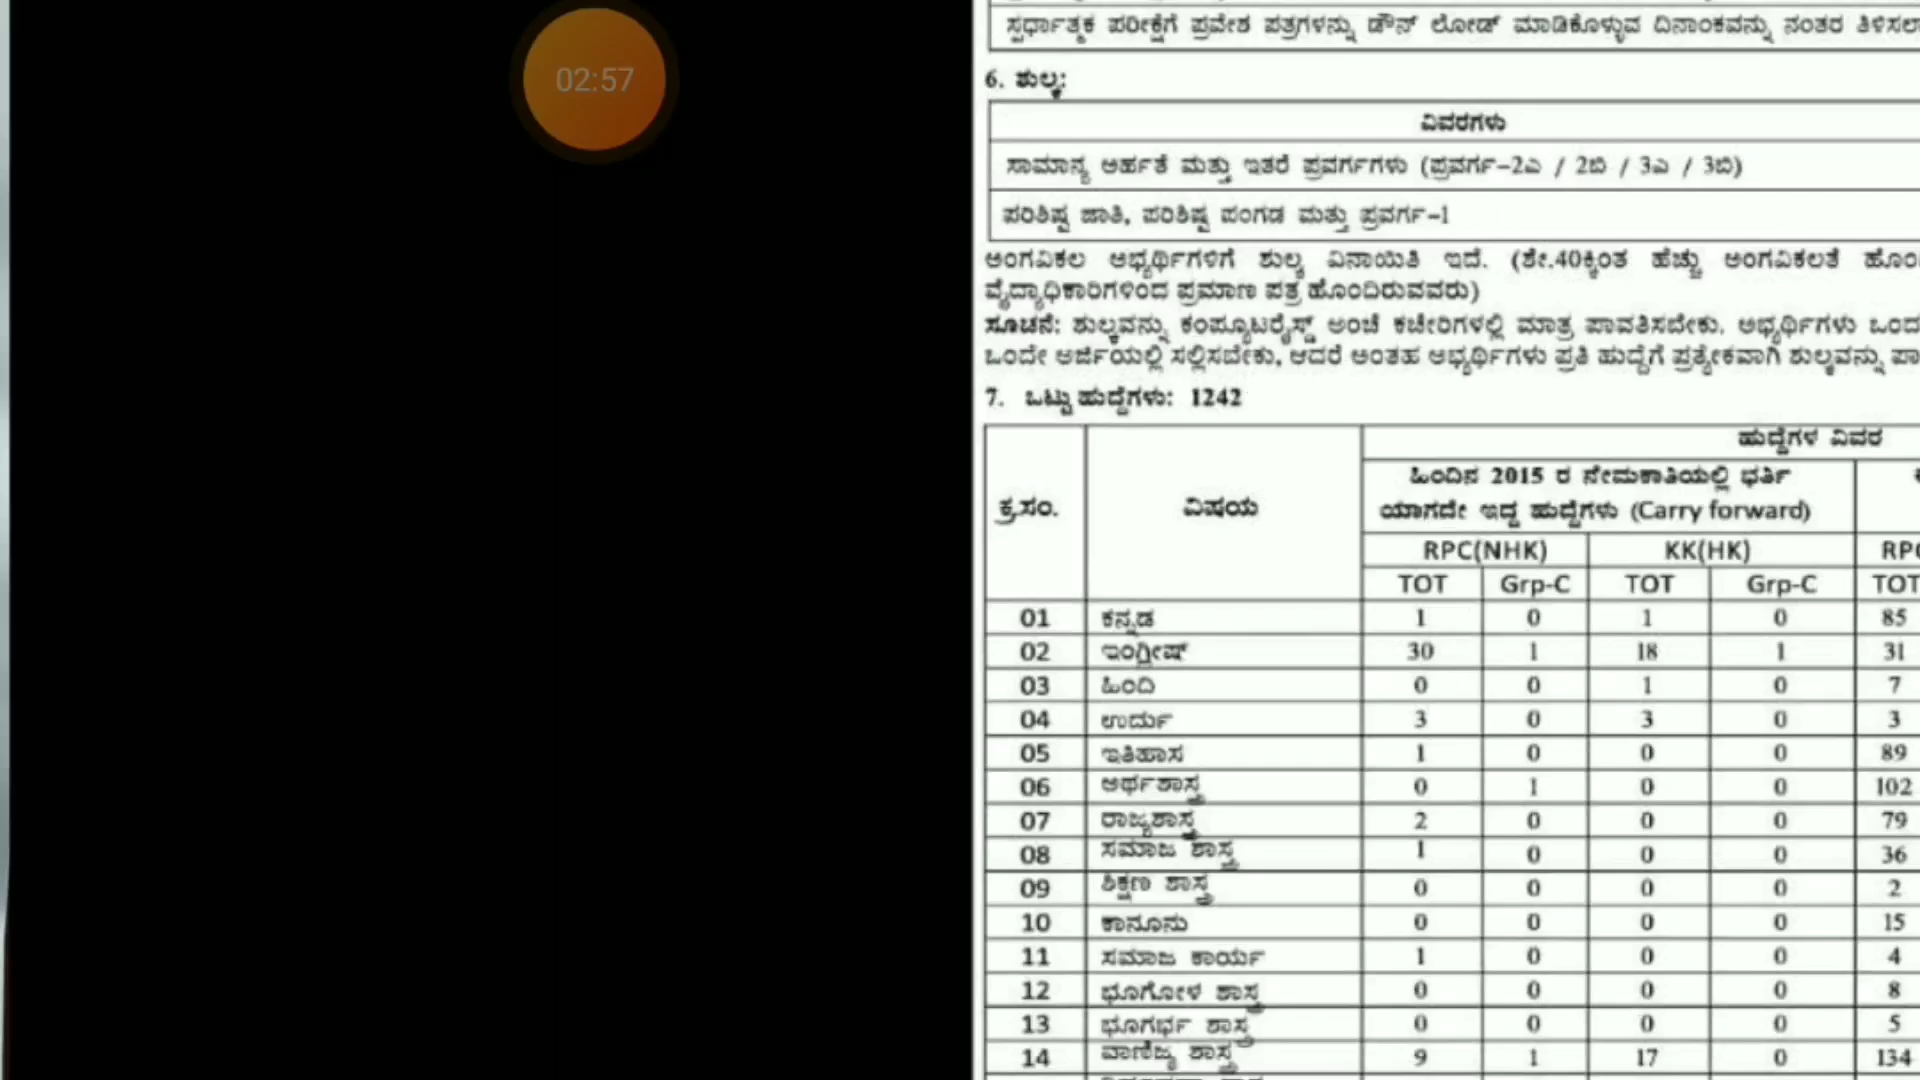 02:57
ಸ್ಪರ್ಧಾತ್ಮಕ ಪರೀಕ್ಷೆಗೆ ಪ್ರವೇಶ ಪತ್ರಗಳನ್ನು ಡೌನ್ ಲೋಡ್ ಮಾಡಿಕೊಳ್ಳುವ ದಿನಾಂಕವನ್ನು ನಂತರ
6. ಶುಲ್ಕ:
ವಿವರಗಳು
ಸಾಮಾನ್ಯ ಅರ್ಹತೆ ಮತ್ತು ಇತರೆ ಪ್ರವರ್ಗಗಳು (ಪ್ರವರ್ಗ-2ಎ / 2ಬಿ / 3ಎ / 3ಬಿ)
ಪರಿಶಿಷ್ಟ ಜಾತಿ, ಪರಿಶಿಷ್ಟ ಪಂಗಡ ಮತ್ತು ಪ್ರವರ್ಗ-1
ಅಂಗವಿಕಲ ಅಭ್ಯರ್ಥಿಗಳಿಗೆ ಶುಲ್ಕ ವಿನಾಯಿತಿ ಇದೆ. (ಶೇ.40ಕ್ಕಿಂತ ಹೆಚ್ಚು ಅಂಗವಿಕಲತೆ
ವೈದ್ಯಾಧಿಕಾರಿಗಳಿಂದ ಪ್ರಮಾಣ ಪತ್ರ ಹೊಂದಿರುವವರು)
ಸೂಚನೆ: ಶುಲ್ಕವನ್ನು ಕಂಪ್ಯೂಟರೈಸ್ಡ್ ಅಂಚೆ ಕಚೇರಿಗಳಲ್ಲಿ ಮಾತ್ರ ಪಾವತಿಸಬೇಕು. ಅಭ್ಯರ್ಥಿಗಳು
ಒಂದೇ ಅರ್ಜಿಯಲ್ಲಿ ಸಲ್ಲಿಸಬೇಕು, ಆದರೆ ಅಂತಹ ಅಭ್ಯರ್ಥಿಗಳು ಪ್ರತಿ ಹುದ್ದೆಗೆ ಪ್ರತ್ಯೇಕವಾಗಿ ಶುಲ್ಕವನ್ನು
7. ಒಟ್ಟು ಹುದ್ದೆಗಳು: 1242
ಹುದ್ದೆಗಳ ವಿವರ
ಕ್ರ.ಸಂ. ವಿಷಯ ಹಿಂದಿನ 2015 ರ ನೇಮಕಾತಿಯಲ್ಲಿ ಭರ್ತಿ
ಯಾಗದೇ ಇದ್ದ ಹುದ್ದೆಗಳು (Carry forward)
RPC(NHK) KK(HK)
TOT Grp-C TOT Grp-C TOT
01 ಕನ್ನಡ 1 0 1 0 85
02 ಇಂಗ್ಲೀಷ್ 30 1 18 1 31
03 ಹಿಂದಿ 0 0 1 0 7
04 ಉರ್ದು 3 0 3 0 3
05 ಇತಿಹಾಸ 1 0 0 0 89
06 ಅರ್ಥಶಾಸ್ತ್ರ 0 1 0 0 102
07 ರಾಜ್ಯಶಾಸ್ತ್ರ 2 0 0 0 79
08 ಸಮಾಜ ಶಾಸ್ತ್ರ 1 0 0 0 36
09 ಶಿಕ್ಷಣ ಶಾಸ್ತ್ರ 0 0 0 0 2
10 ಕಾನೂನು 0 0 0 0 15
11 ಸಮಾಜ ಕಾರ್ಯ 1 0 0 0 4
12 ಭೂಗೋಳ ಶಾಸ್ತ್ರ 0 0 0 0 8
13 ಭೂಗರ್ಭ ಶಾಸ್ತ್ರ 0 0 0 0 5
14 ವಾಣಿಜ್ಯ ಶಾಸ್ತ್ರ 9 1 17 0 134